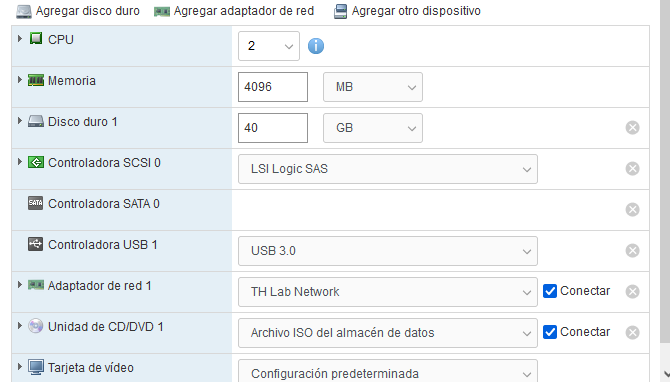 Agregar disco duro Agregar adaptador de red Agregar otro dispositivo
CPU 2
Memoria 4096 MB
Disco duro 1 40 GB
Controladora SCSI 0 LSI Logic SAS
SATA Controladora SATA 0
Controladora USB 1 USB 3.0
Adaptador de red 1 TH Lab Network Conectar
Unidad de CD/DVD 1 Archivo ISO del almacén de datos Conectar
Tarjeta de vídeo Configuración predeterminada